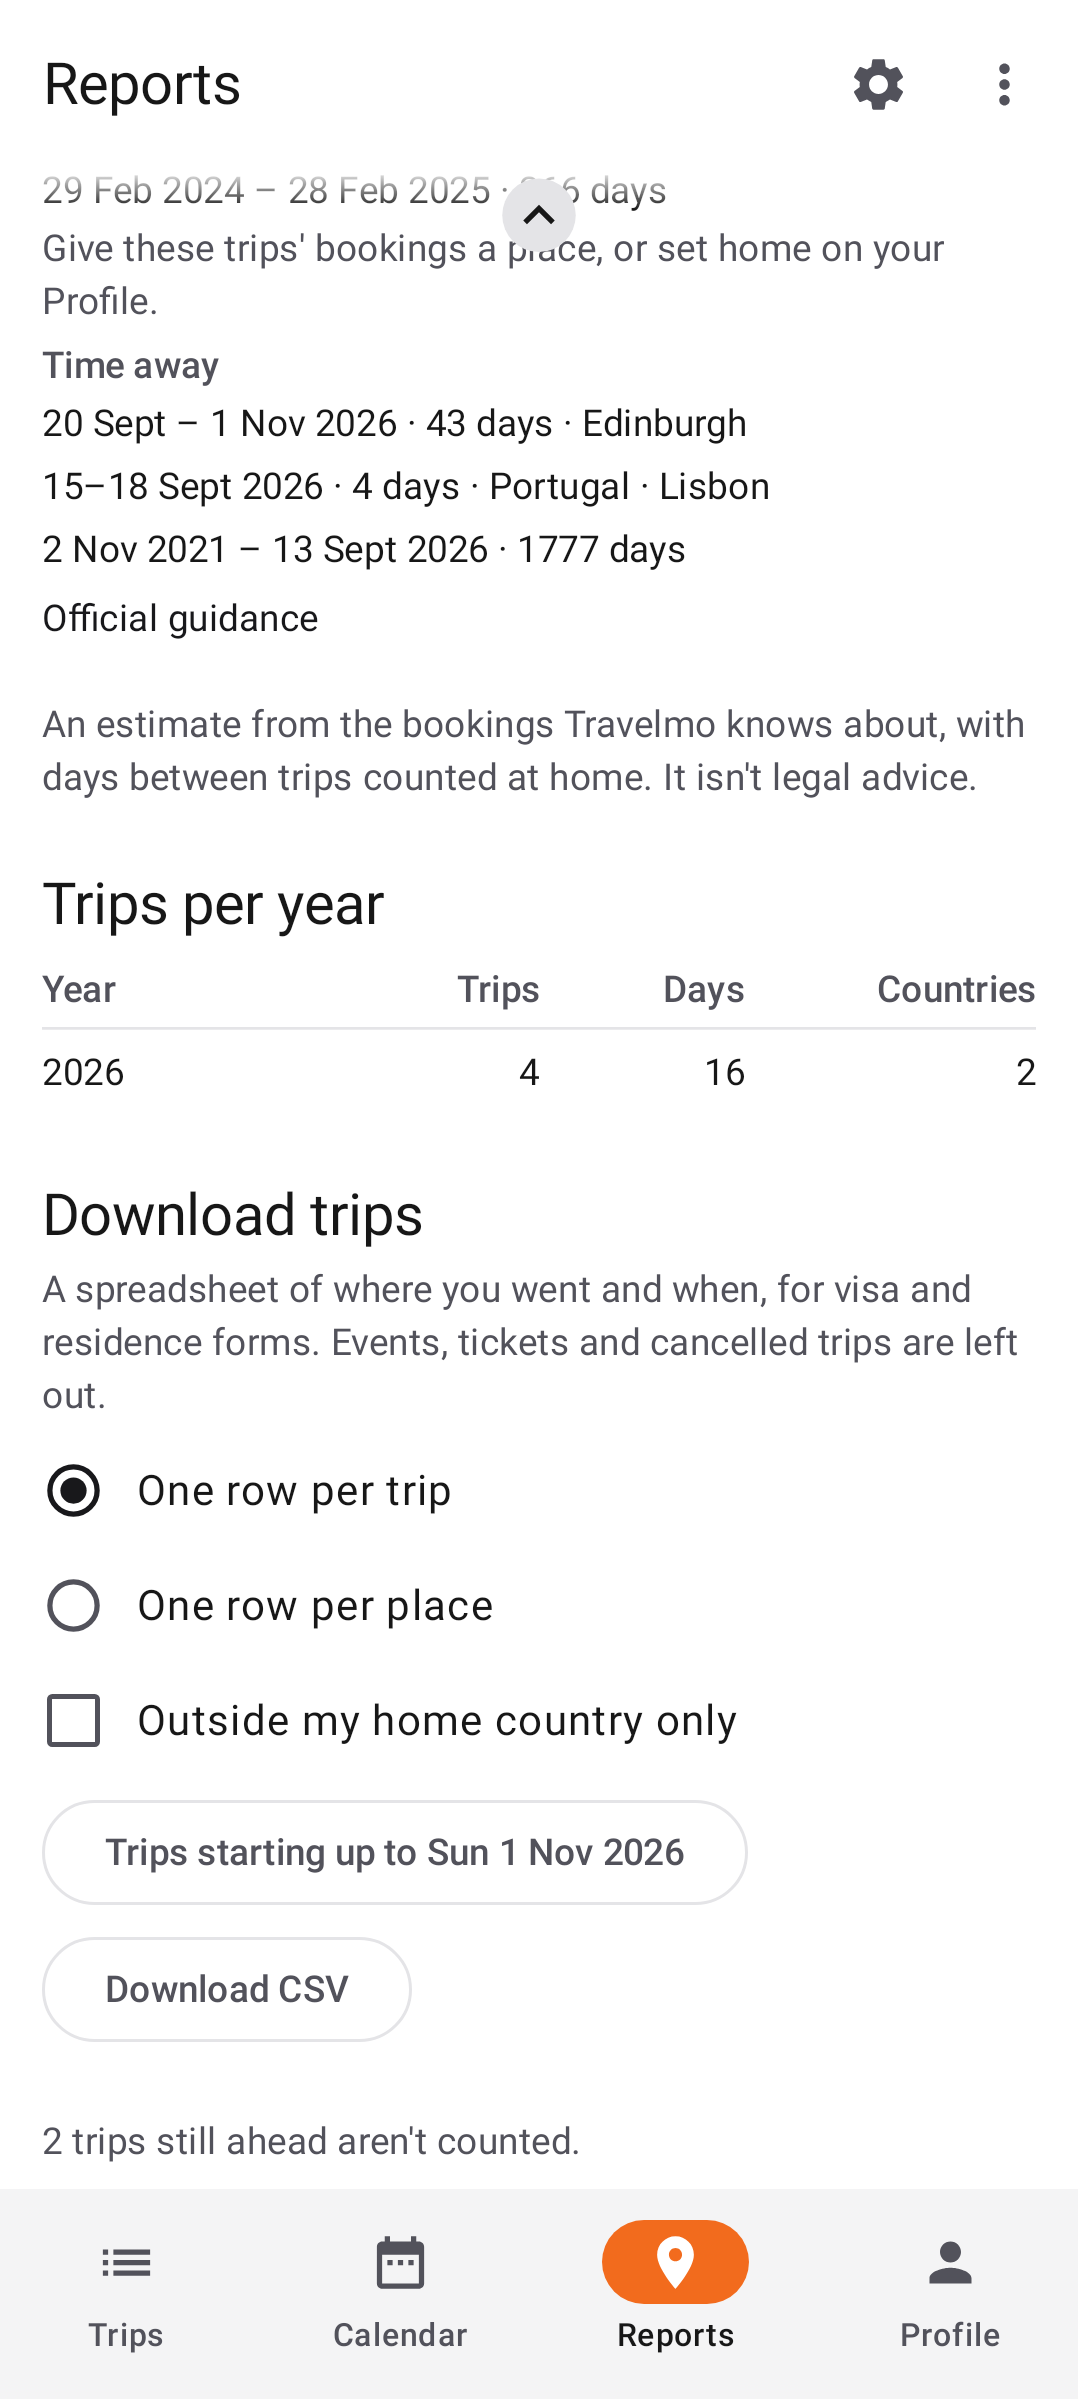 Reports
29 Feb 2024 – 28 Feb 2025 · 366 days
Give these trips' bookings a place, or set home on your
Profile.
Time away
20 Sept – 1 Nov 2026 · 43 days · Edinburgh
15–18 Sept 2026 · 4 days · Portugal · Lisbon
2 Nov 2021 – 13 Sept 2026 · 1777 days
Official guidance
An estimate from the bookings Travelmo knows about, with
days between trips counted at home. It isn't legal advice.
Trips per year
Year Trips Days Countries
2026 4 16 2
Download trips
A spreadsheet of where you went and when, for visa and
residence forms. Events, tickets and cancelled trips are left
out.
One row per trip
One row per place
Outside my home country only
Trips starting up to Sun 1 Nov 2026
Download CSV
2 trips still ahead aren't counted.
Trips Calendar Reports Profile